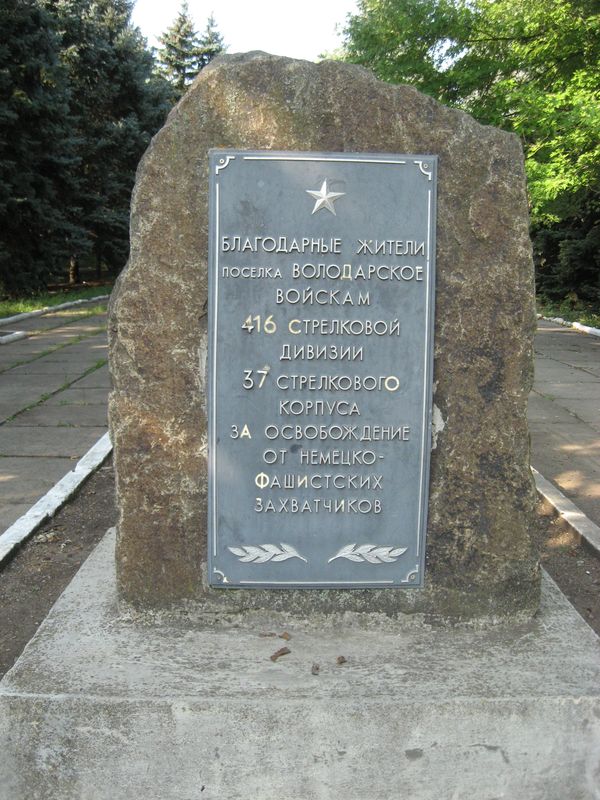 БЛАГОДАРНЫЕ ЖИТЕЛИ
ПОСЕЛКА ВОЛОДАРСКОЕ
ВОЙСКАМ
416 СТРЕЛКОВОЙ
ДИВИЗИИ
37 СТРЕЛКОВОГО
КОРПУСА
ЗА ОСВОБОЖДЕНИЕ
ОТ НЕМЕЦКО-
ФАШИСТСКИХ
ЗАХВАТЧИКОВ